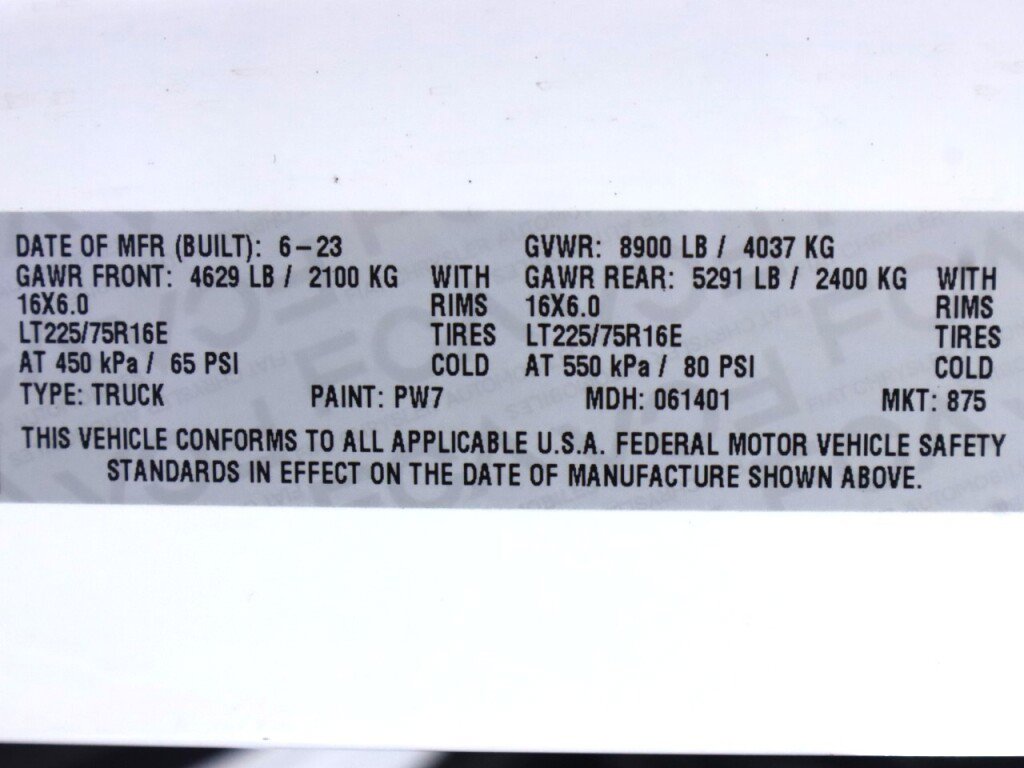 DATE OF MFR (BUILT): 6-23 GVWR: 8900 LB / 4037 KG
GAWR FRONT: 4629 LB / 2100 KG WITH GAWR REAR: 5291 LB / 2400 KG WITH
16X6.0 RIMS 16X6.0 RIMS
LT225/75R16E TIRES LT225/75R16E TIRES
AT 450 kPa / 65 PSI COLD AT 550 kPa / 80 PSI COLD
TYPE: TRUCK PAINT: PW7 MDH: 061401 MKT: 875
THIS VEHICLE CONFORMS TO ALL APPLICABLE U.S.A. FEDERAL MOTOR VEHICLE SAFETY
STANDARDS IN EFFECT ON THE DATE OF MANUFACTURE SHOWN ABOVE.